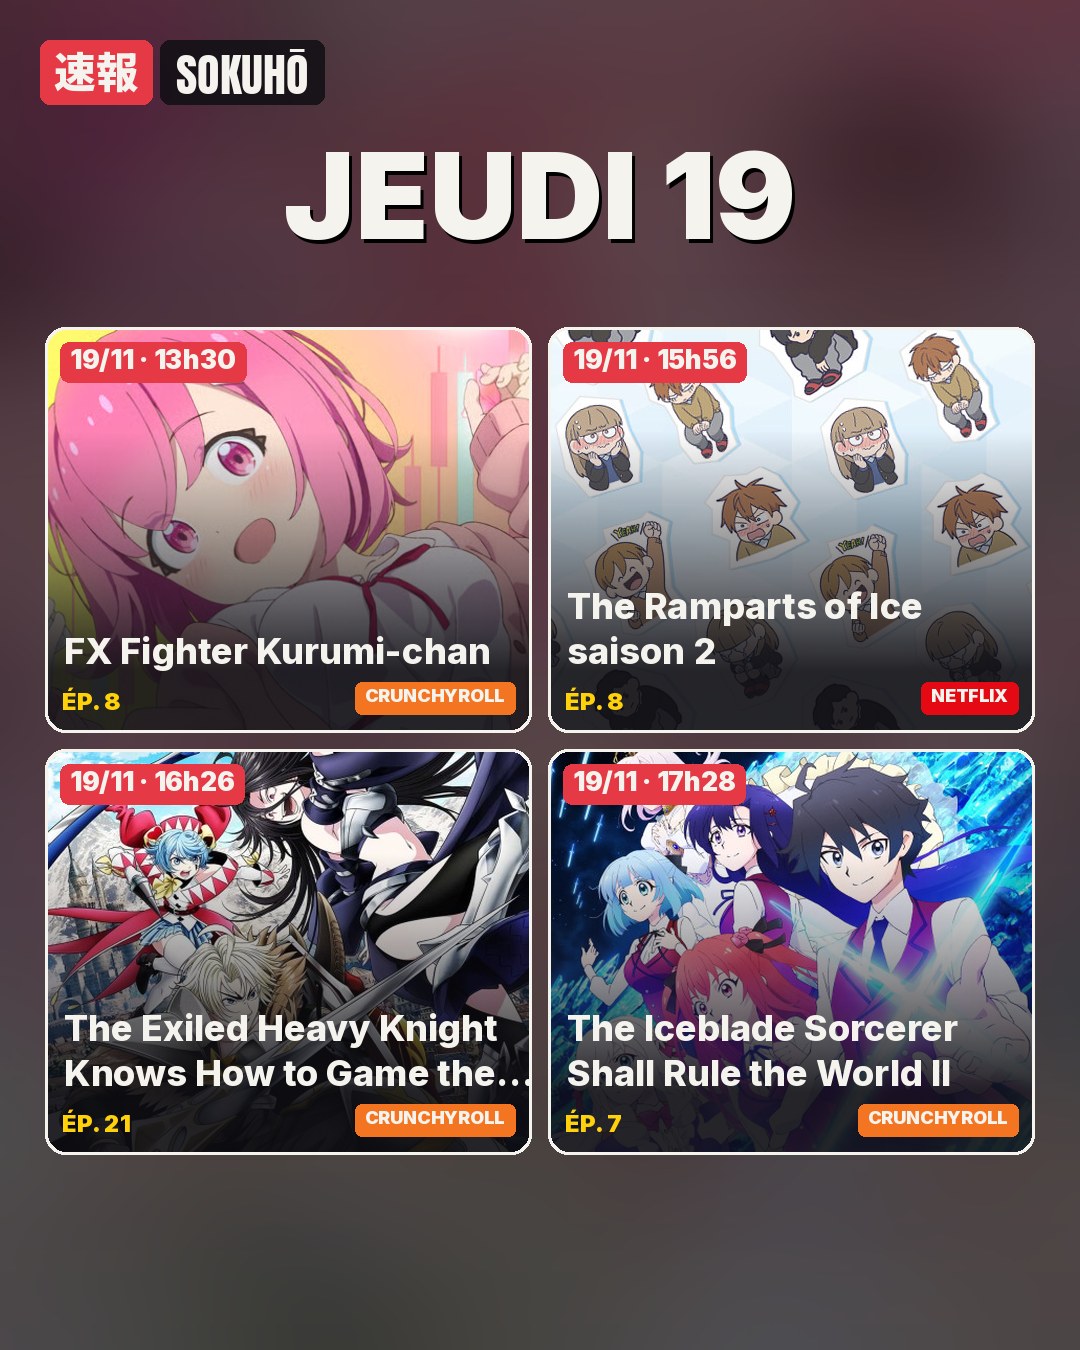 速報 SOKUHŌ
JEUDI 19
19/11 · 13h30
FX Fighter Kurumi-chan
ÉP. 8
CRUNCHYROLL
19/11 · 15h56
YEAH!
YEAH!
The Ramparts of Ice
saison 2
ÉP. 8
NETFLIX
19/11 · 16h26
The Exiled Heavy Knight
Knows How to Game the...
ÉP. 21
CRUNCHYROLL
19/11 · 17h28
The Iceblade Sorcerer
Shall Rule the World II
ÉP. 7
CRUNCHYROLL